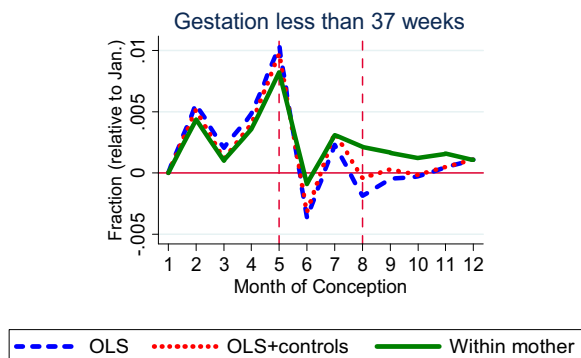 Gestation less than 37 weeks
Fraction (relative to Jan.)
.01
.005
0
-.005
1 2 3 4 5 6 7 8 9 10 11 12
Month of Conception
OLS OLS+controls Within mother